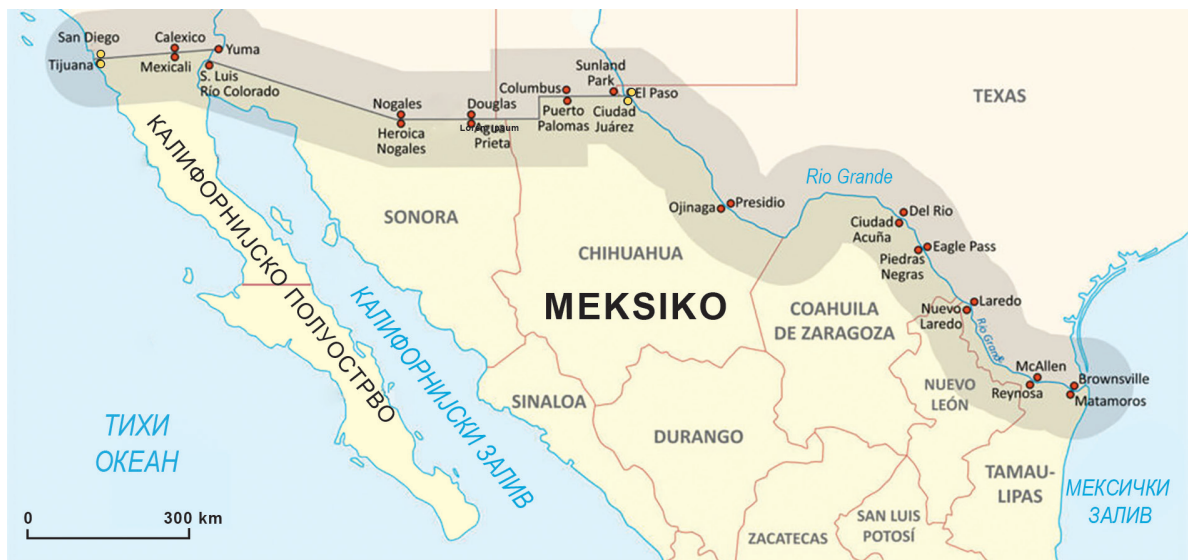 San Diego
Tijuana
Calexico
Mexicali
Yuma
S. Luis
Río Colorado
Nogales
Heroica
Nogales
Douglas
Agua
Prieta
Lorem ipsum
Columbus
Puerto
Palomas
Sunland
Park
El Paso
Ciudad
Juárez
TEXAS
Ojinaga
Presidio
Rio Grande
Del Rio
Ciudad
Acuña
Eagle Pass
Piedras
Negras
Laredo
Nuevo
Laredo
Rio Grande
McAllen
Reynosa
Brownsville
Matamoros
SONORA
CHIHUAHUA
MEKSIKO
COAHUILA
DE ZARAGOZA
NUEVO
LEÓN
SINALOA
DURANGO
TAMAU-
LIPAS
ZACATECAS
SAN LUIS
POTOSÍ
КАЛИФОРНИЈСКО ПОЛУОСТРВО
КАЛИФОРНИЈСКИ ЗАЛИВ
ТИХИ
ОКЕАН
МЕКСИЧКИ
ЗАЛИВ
0 300 km